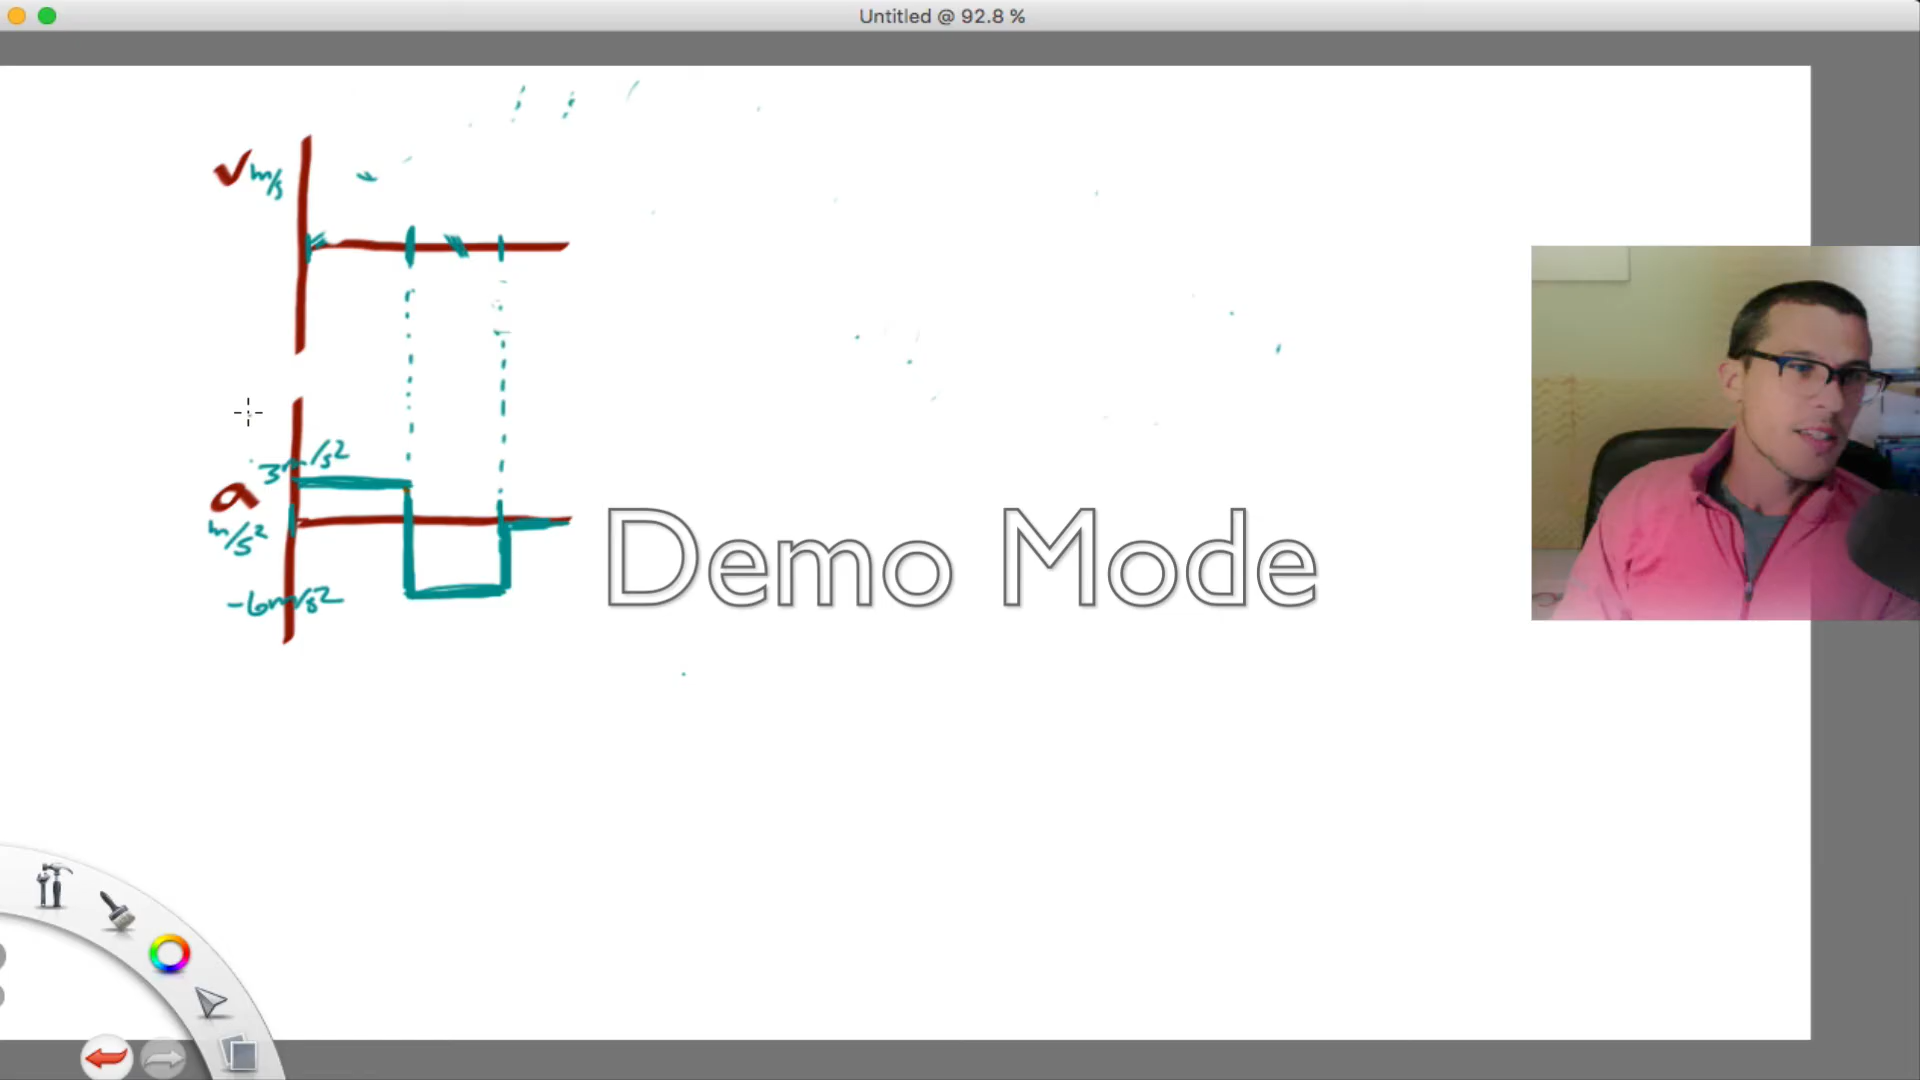 Untitled @ 92.8 %
V m/s
3 m/s²
a
m/s²
-6 m/s²
Demo Mode